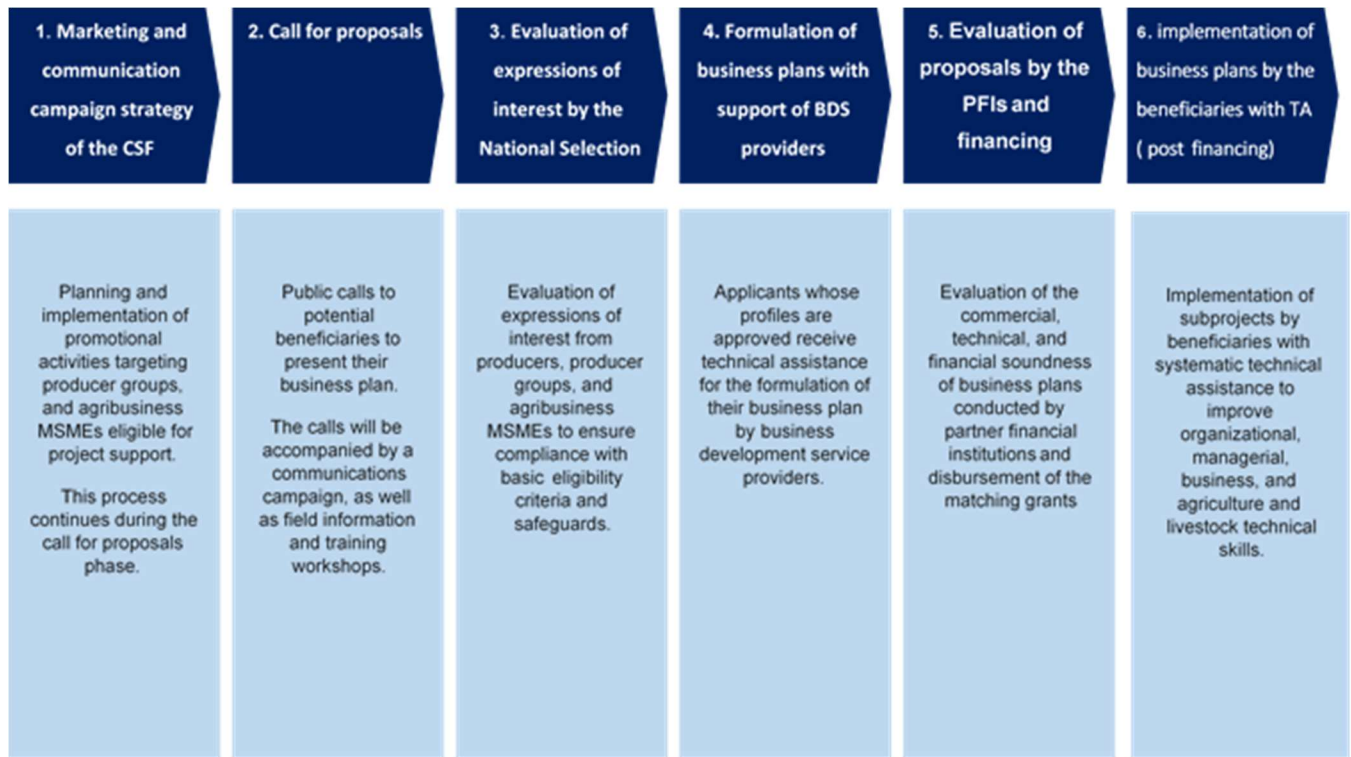 1. Marketing and
communication
campaign strategy
of the CSF
2. Call for proposals
3. Evaluation of
expressions of
interest by the
National Selection
4. Formulation of
business plans with
support of BDS
providers
5. Evaluation of
proposals by the
PFIs and
financing
6. implementation of
business plans by the
beneficiaries with TA
( post financing)
Planning and
implementation of
promotional
activities targeting
producer groups,
and agribusiness
MSMEs eligible for
project support.
This process
continues during the
call for proposals
phase.
Public calls to
potential
beneficiaries to
present their
business plan.
The calls will be
accompanied by a
communications
campaign, as well
as field information
and training
workshops.
Evaluation of
expressions of
interest from
producers, producer
groups, and
agribusiness
MSMEs to ensure
compliance with
basic eligibility
criteria and
safeguards.
Applicants whose
profiles are
approved receive
technical assistance
for the formulation of
their business plan
by business
development service
providers.
Evaluation of the
commercial,
technical, and
financial soundness
of business plans
conducted by
partner financial
institutions and
disbursement of the
matching grants
Implementation of
subprojects by
beneficiaries with
systematic technical
assistance to
improve
organizational,
managerial,
business, and
agriculture and
livestock technical
skills.